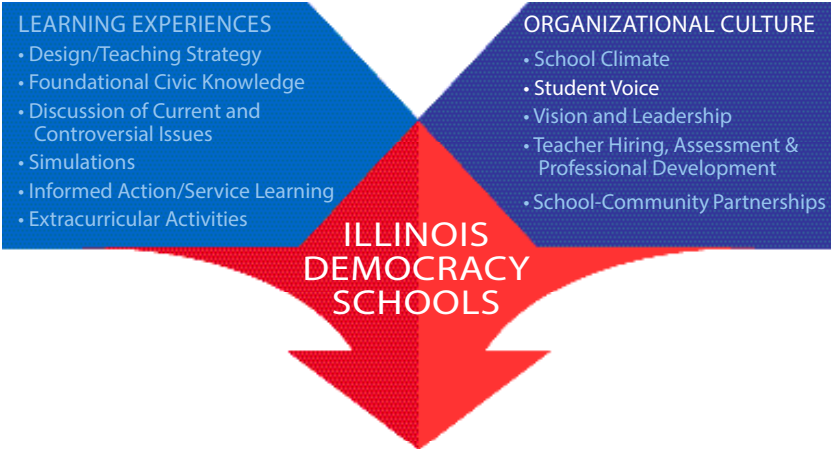 LEARNING EXPERIENCES
• Design/Teaching Strategy
• Foundational Civic Knowledge
• Discussion of Current and
Controversial Issues
• Simulations
• Informed Action/Service Learning
• Extracurricular Activities
ORGANIZATIONAL CULTURE
• School Climate
• Student Voice
• Vision and Leadership
• Teacher Hiring, Assessment &
Professional Development
• School-Community Partnerships
ILLINOIS
DEMOCRACY
SCHOOLS